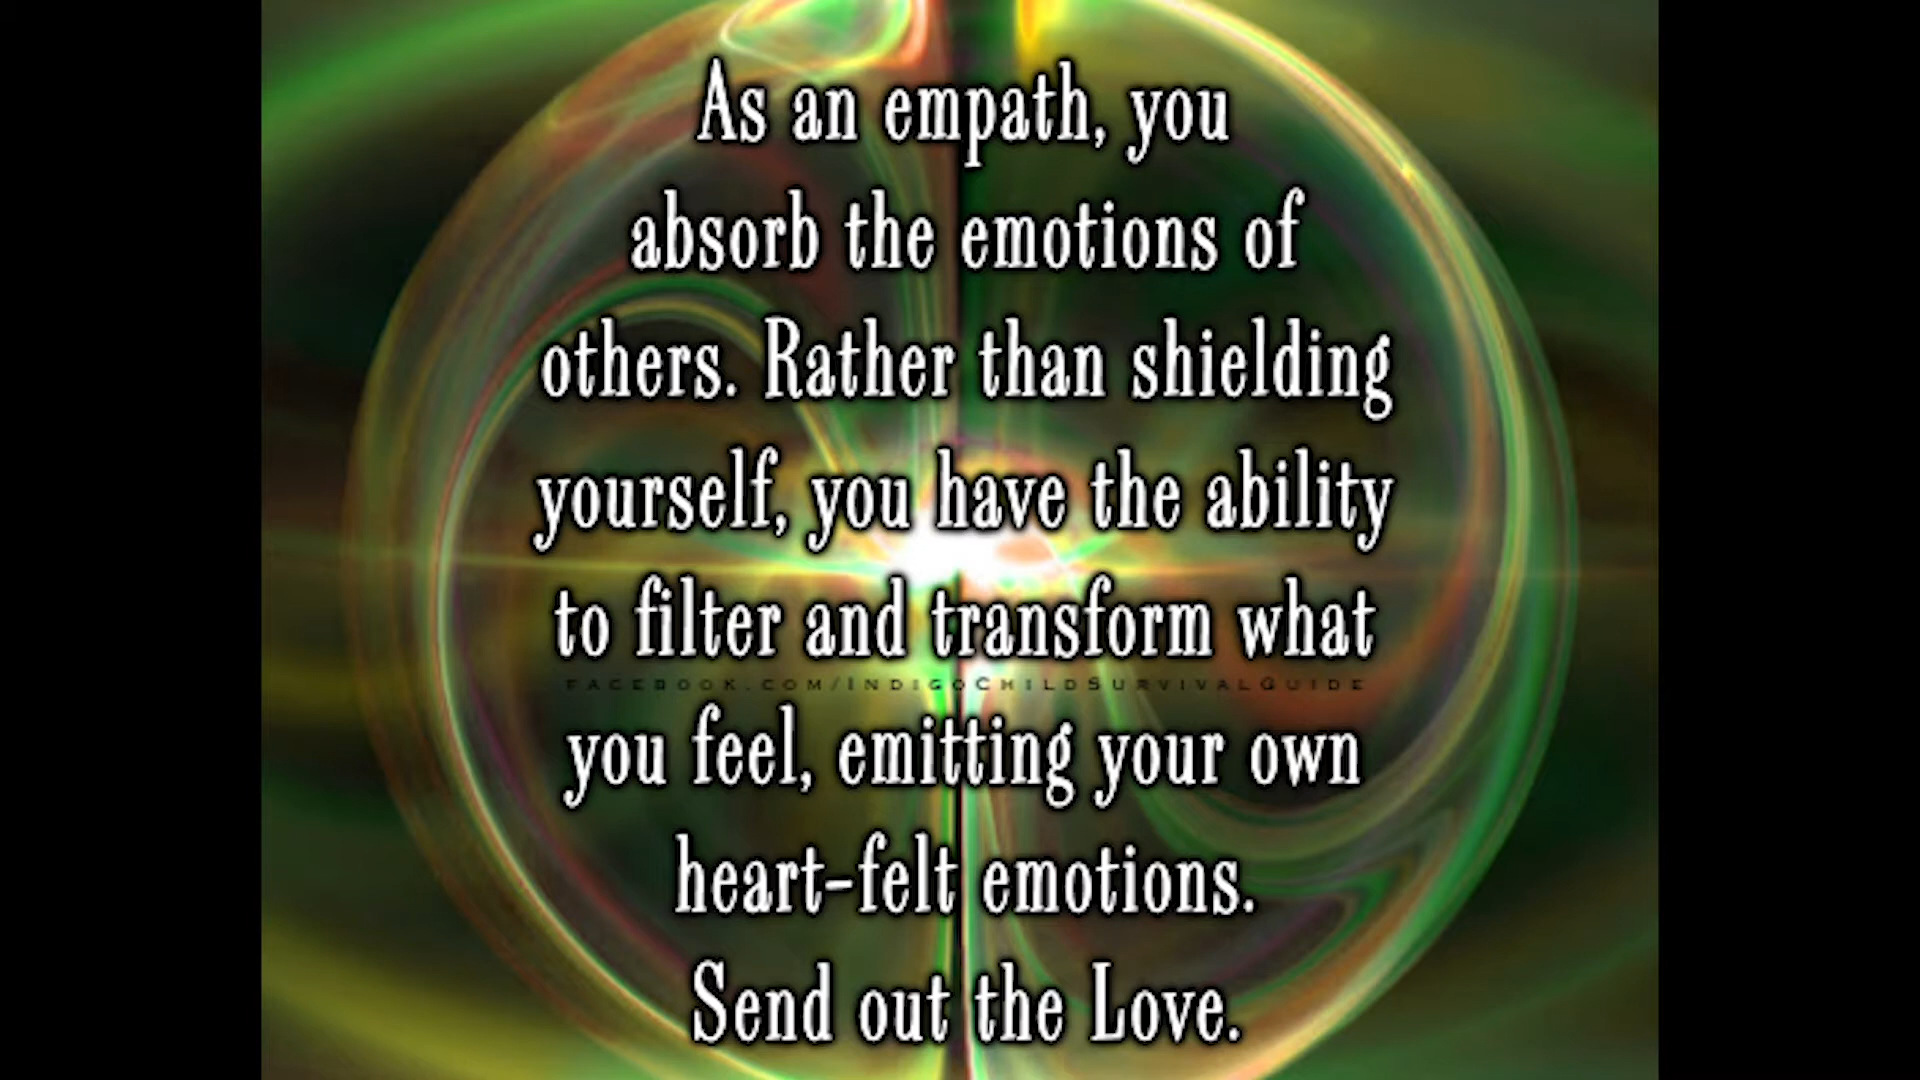 As an empath, you
absorb the emotions of
others. Rather than shielding
yourself, you have the ability
to filter and transform what
facebook.com/IndigoChildSurvivalGuide
you feel, emitting your own
heart-felt emotions.
Send out the Love.